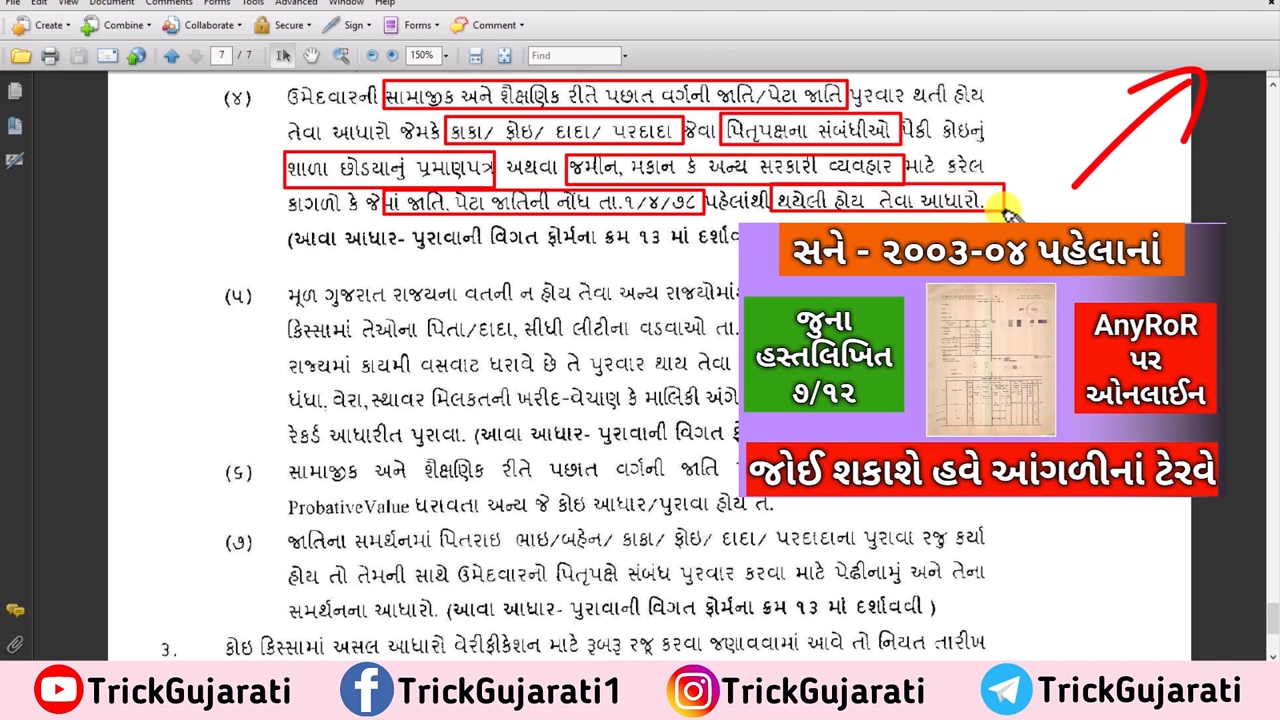 File Edit View Document Comments Forms Tools Advanced Window Help
Create Combine Collaborate Secure Sign Forms Comment
7 / 7 150% Find
(૪) ઉમેદવારની સામાજીક અને શૈક્ષણિક રીતે પછાત વર્ગની જાતિ/પેટા જાતિ પુરવાર થતી હોય
તેવા આધારો જેમકે કાકા/ ફોઇ/ દાદા/ પરદાદા જેવા પિતૃપક્ષના સંબંધીઓ પૈકી કોઇનું
શાળા છોડયાનું પ્રમાણપત્ર અથવા જમીન, મકાન કે અન્ય સરકારી વ્યવહાર માટે કરેલ
કાગળો કે જેમાં જાતિ, પેટા જાતિની નોંધ તા.૧/૪/૭૮ પહેલાંથી થયેલી હોય તેવા આધારો.
(આવા આધાર- પુરાવાની વિગત ફોર્મના ક્રમ ૧૩ માં દર્શાવ
(૫) મૂળ ગુજરાત રાજયના વતની ન હોય તેવા અન્ય રાજયોમાં
કિસ્સામાં તેઓના પિતા/દાદા, સીધી લીટીના વડવાઓ તા.
રાજ્યમાં કાયમી વસવાટ ધરાવે છે તે પુરવાર થાય તેવા
ધંધા, વેરા,સ્થાવર મિલકતની ખરીદ-વેચાણ કે માલિકી અંગે
રેકર્ડ આધારીત પુરાવા. (આવા આધાર- પુરાવાની વિગત
(૬) સામાજીક અને શૈક્ષણિક રીતે પછાત વર્ગની જાતિ
ProbativeValue ધરાવતા અન્ય જે કોઇ આધાર/પુરાવા હોય તે.
(૭) જાતિના સમર્થનમાં પિતરાઇ ભાઇ/બહેન/ કાકા/ ફોઇ/ દાદા/ પરદાદાના પુરાવા રજુ કર્યા
હોય તો તેમની સાથે ઉમેદવારનો પિતૃપક્ષે સંબંધ પુરવાર કરવા માટે પેઢીનામું અને તેના
સમર્થનના આધારો. (આવા આધાર- પુરાવાની વિગત ફોર્મના ક્રમ ૧૩ માં દર્શાવવી )
૩. કોઇ કિસ્સામાં અસલ આધારો વેરીફીકેશન માટે રૂબરૂ રજુ કરવા જણાવવામાં આવે તો નિયત તારીખ
સને - ૨૦૦૩-૦૪ પહેલાનાં
જુના
હસ્તલિખિત
૭/૧૨
AnyRoR
પર
ઓનલાઈન
જોઈ શકાશે હવે આંગળીનાં ટેરવે
TrickGujarati TrickGujarati1 TrickGujarati TrickGujarati